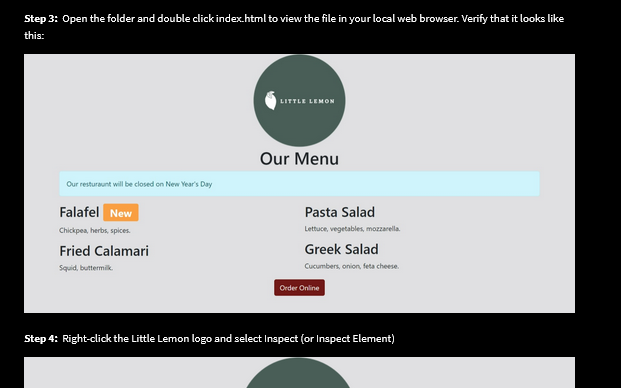 Step 3: Open the folder and double click index.html to view the file in your local web browser. Verify that it looks like
this:
LITTLE LEMON
Our Menu
Our resturaunt will be closed on New Year's Day
Falafel New
Chickpea, herbs, spices.
Fried Calamari
Squid, buttermilk.
Pasta Salad
Lettuce, vegetables, mozzarella.
Greek Salad
Cucumbers, onion, feta cheese.
Order Online
Step 4: Right-click the Little Lemon logo and select Inspect (or Inspect Element)